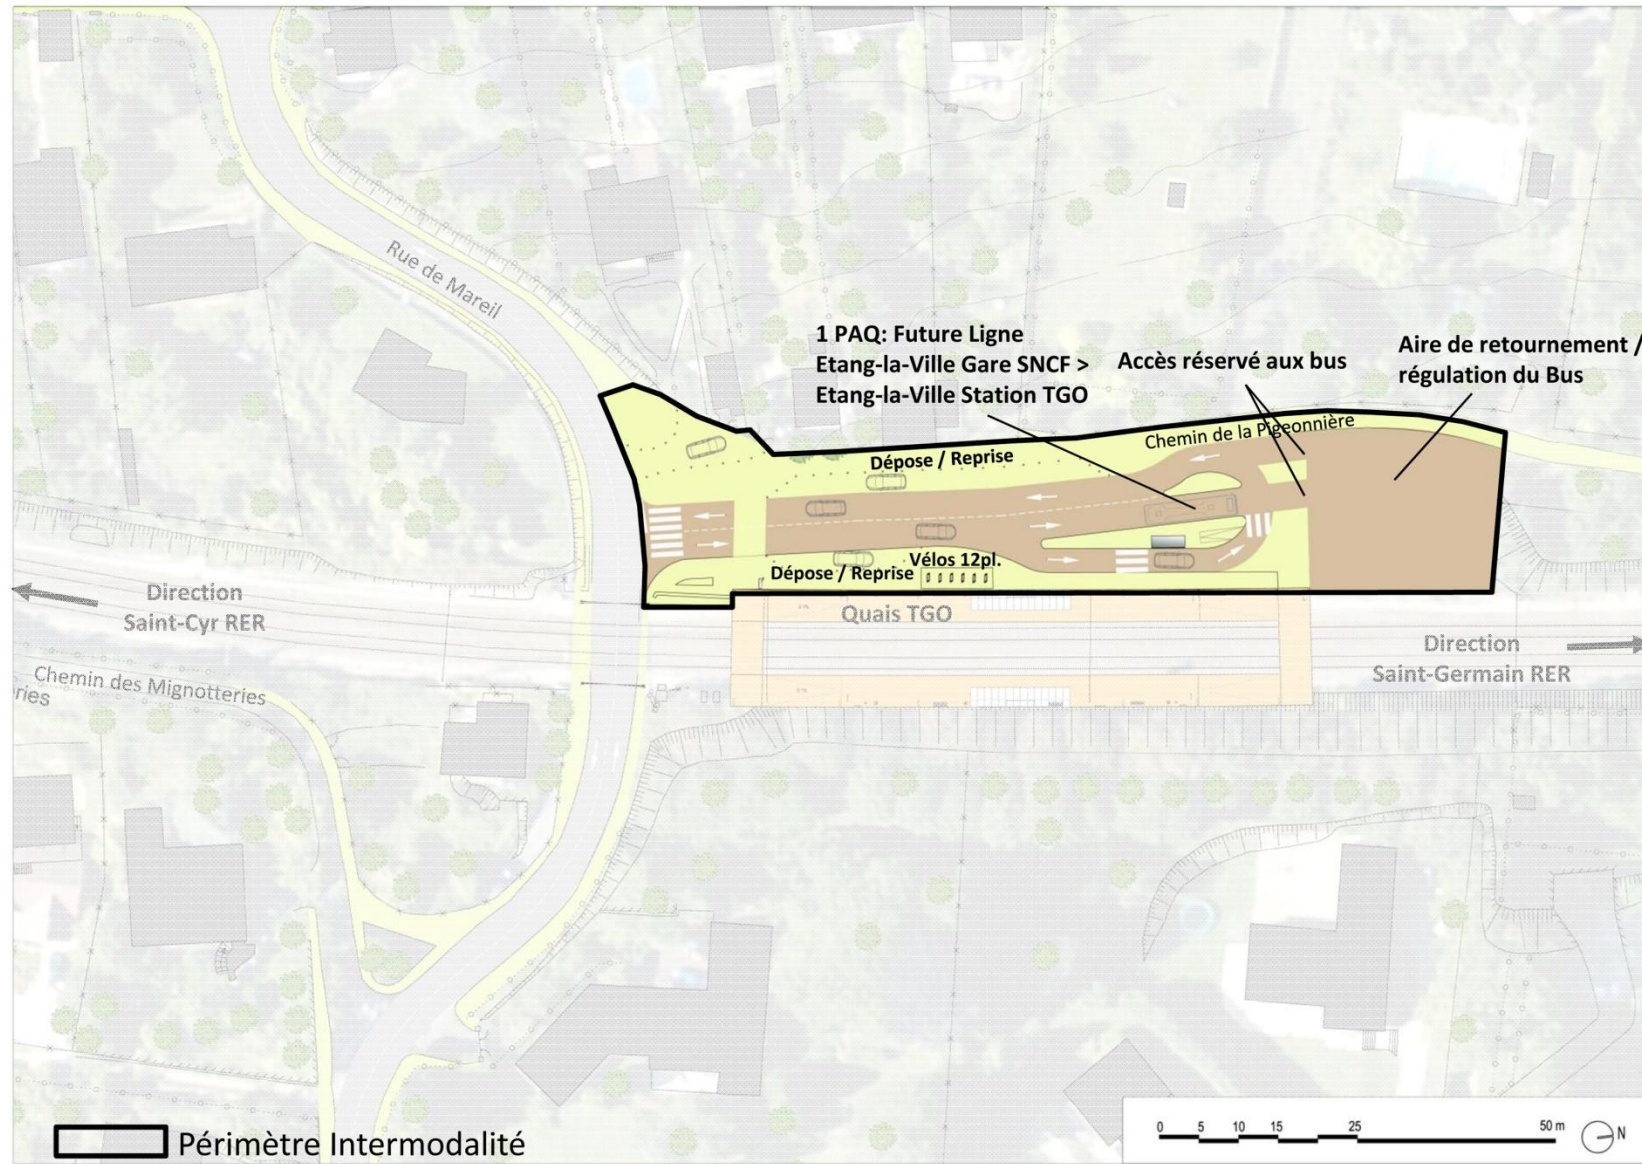 Rue de Mareil
1 PAQ: Future Ligne
Etang-la-Ville Gare SNCF >
Etang-la-Ville Station TGO
Accès réservé aux bus
Aire de retournement /
régulation du Bus
Chemin de la Pigeonnière
Dépose / Reprise
Vélos 12pl.
Dépose / Reprise
Quais TGO
Direction
Saint-Cyr RER
Direction
Saint-Germain RER
Chemin des Mignotteries
ries
Périmètre Intermodalité
0 5 10 15 25 50 m
N